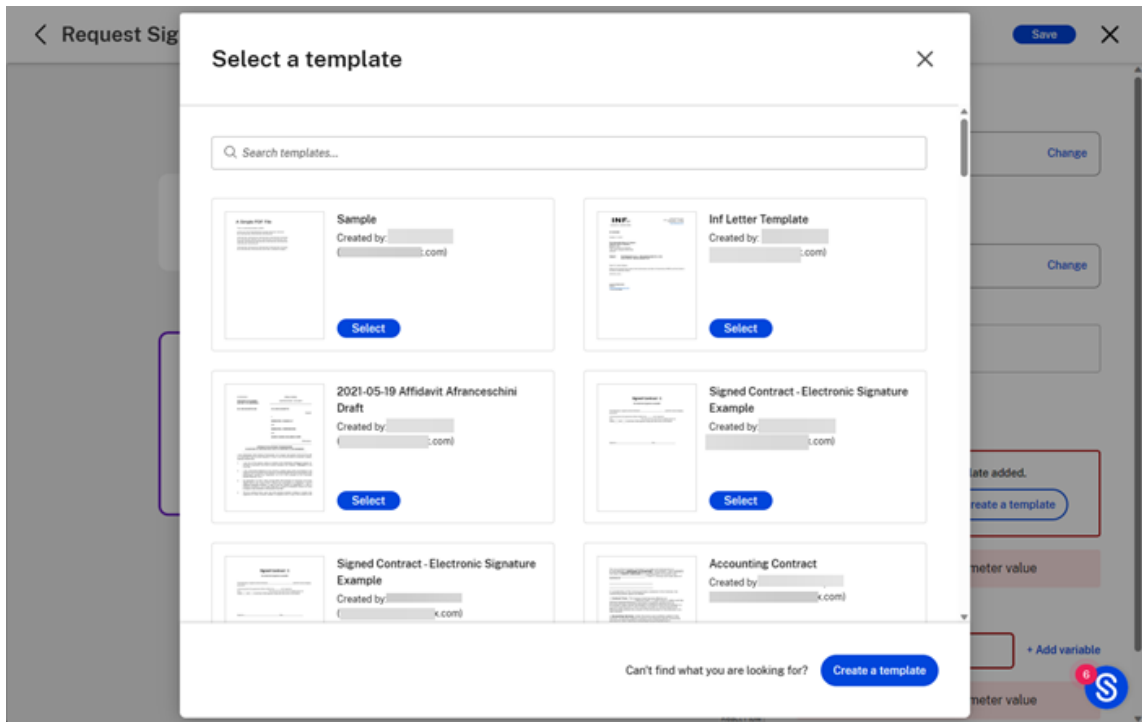 Request Sig
Save
Select a template
Search templates...
Change
Sample
Created by:
( .com)
Select
A Simple PDF File
Inf Letter Template
Created by:
.com)
Select
INF.
Change
2021-05-19 Affidavit Afranceschini
Draft
Created by:
( .com)
Select
Signed Contract - Electronic Signature
Example
Created by:
.com)
Select
late added.
reate a template
Signed Contract - Electronic Signature
Example
Created by:
( x.com)
Accounting Contract
Created by:
x.com)
meter value
+ Add variable
Can't find what you are looking for?
Create a template
6
meter value